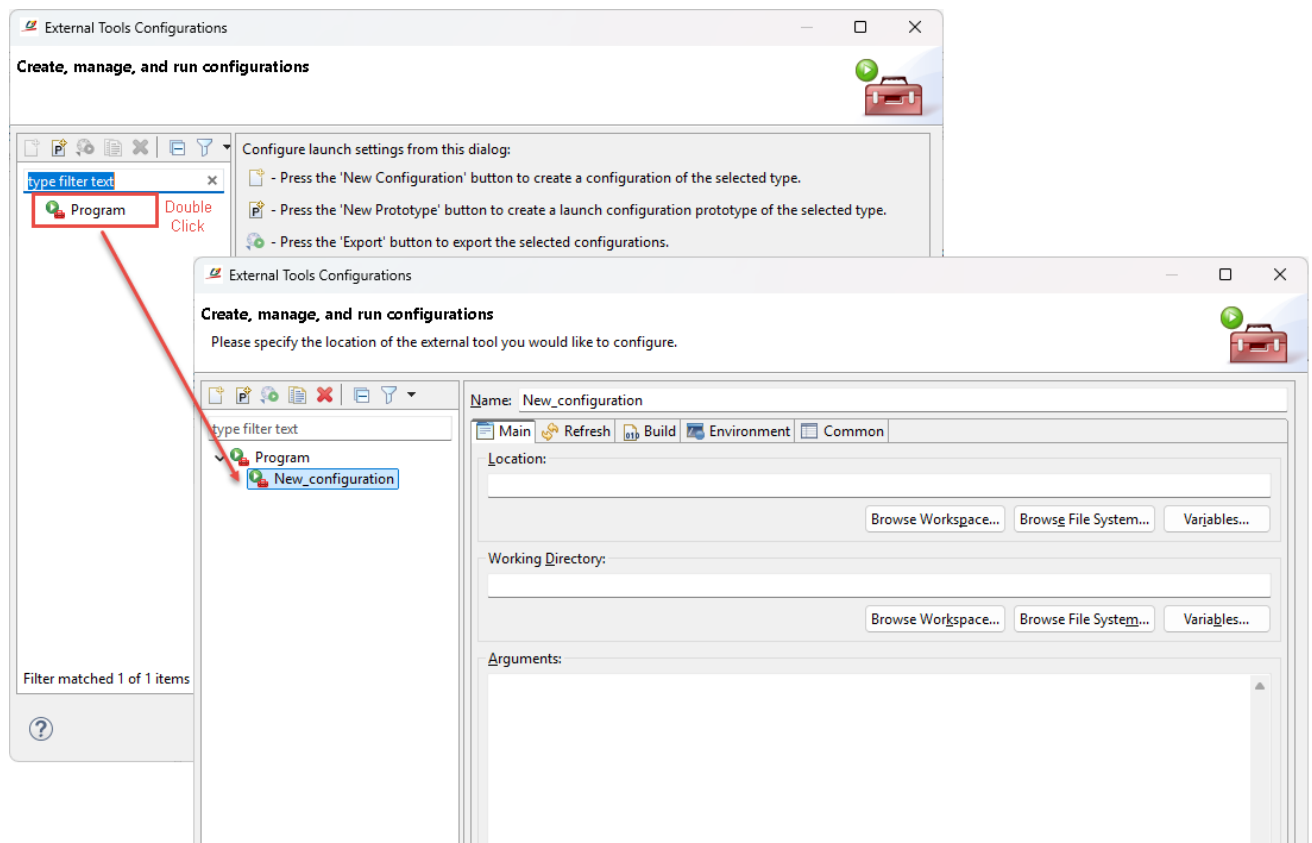 External Tools Configurations
Create, manage, and run configurations
type filter text
Program
Double
Click
Configure launch settings from this dialog:
- Press the 'New Configuration' button to create a configuration of the selected type.
- Press the 'New Prototype' button to create a launch configuration prototype of the selected type.
- Press the 'Export' button to export the selected configurations.
Filter matched 1 of 1 items
External Tools Configurations
Create, manage, and run configurations
Please specify the location of the external tool you would like to configure.
type filter text
Program
New_configuration
Name: New_configuration
Main Refresh Build Environment Common
Location:
Browse Workspace... Browse File System... Variables...
Working Directory:
Browse Workspace... Browse File System... Variables...
Arguments: